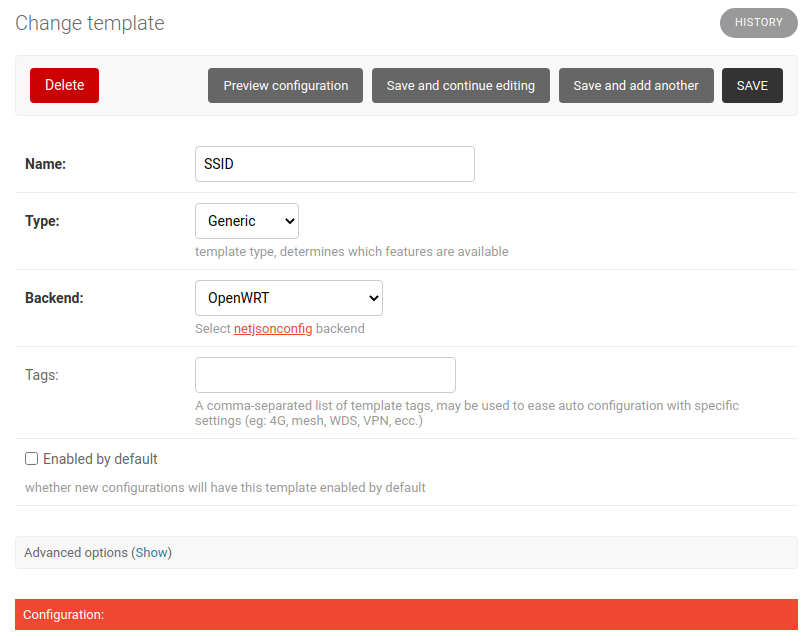 Change template
HISTORY
Delete
Preview configuration
Save and continue editing
Save and add another
SAVE
Name:
SSID
Type:
Generic
template type, determines which features are available
Backend:
OpenWRT
Select netjsonconfig backend
Tags:
A comma-separated list of template tags, may be used to ease auto configuration with specific
settings (eg: 4G, mesh, WDS, VPN, ecc.)
Enabled by default
whether new configurations will have this template enabled by default
Advanced options (Show)
Configuration: